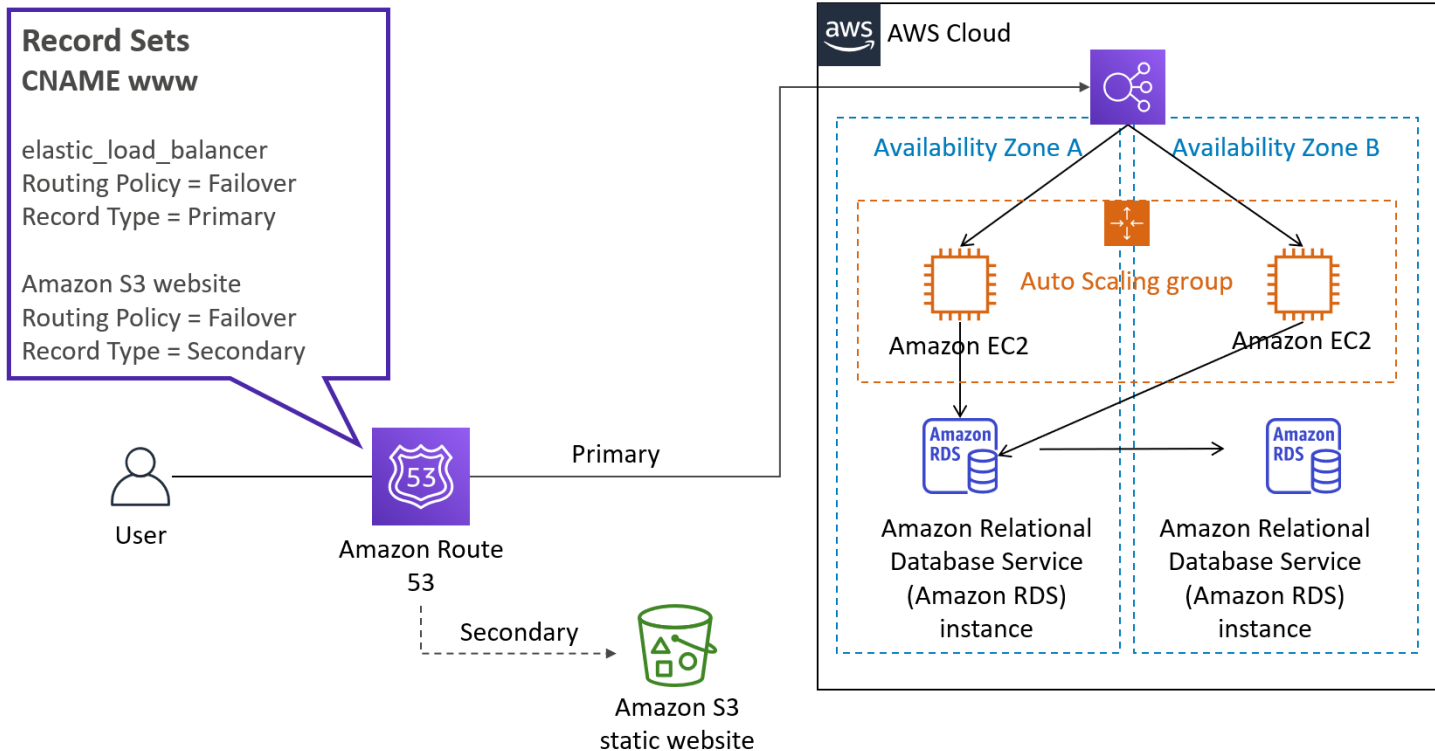 Record Sets
CNAME www
elastic_load_balancer
Routing Policy = Failover
Record Type = Primary
Amazon S3 website
Routing Policy = Failover
Record Type = Secondary
User
53
Amazon Route
53
Primary
Secondary
Amazon S3
static website
aws
AWS Cloud
Availability Zone A
Availability Zone B
Auto Scaling group
Amazon EC2
Amazon EC2
Amazon
RDS
Amazon
RDS
Amazon Relational
Database Service
(Amazon RDS)
instance
Amazon Relational
Database Service
(Amazon RDS)
instance